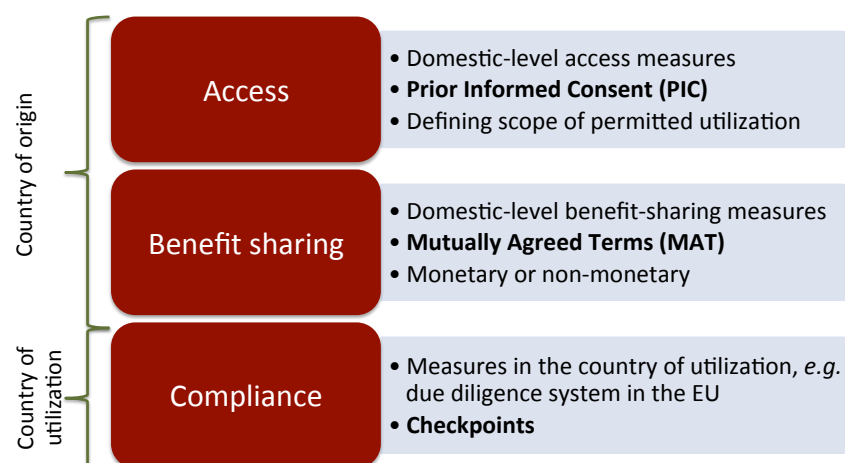 Country of origin
Access
• Domestic-level access measures
• Prior Informed Consent (PIC)
• Defining scope of permitted utilization
Benefit sharing
• Domestic-level benefit-sharing measures
• Mutually Agreed Terms (MAT)
• Monetary or non-monetary
Country of
utilization
Compliance
• Measures in the country of utilization, e.g.
due diligence system in the EU
• Checkpoints